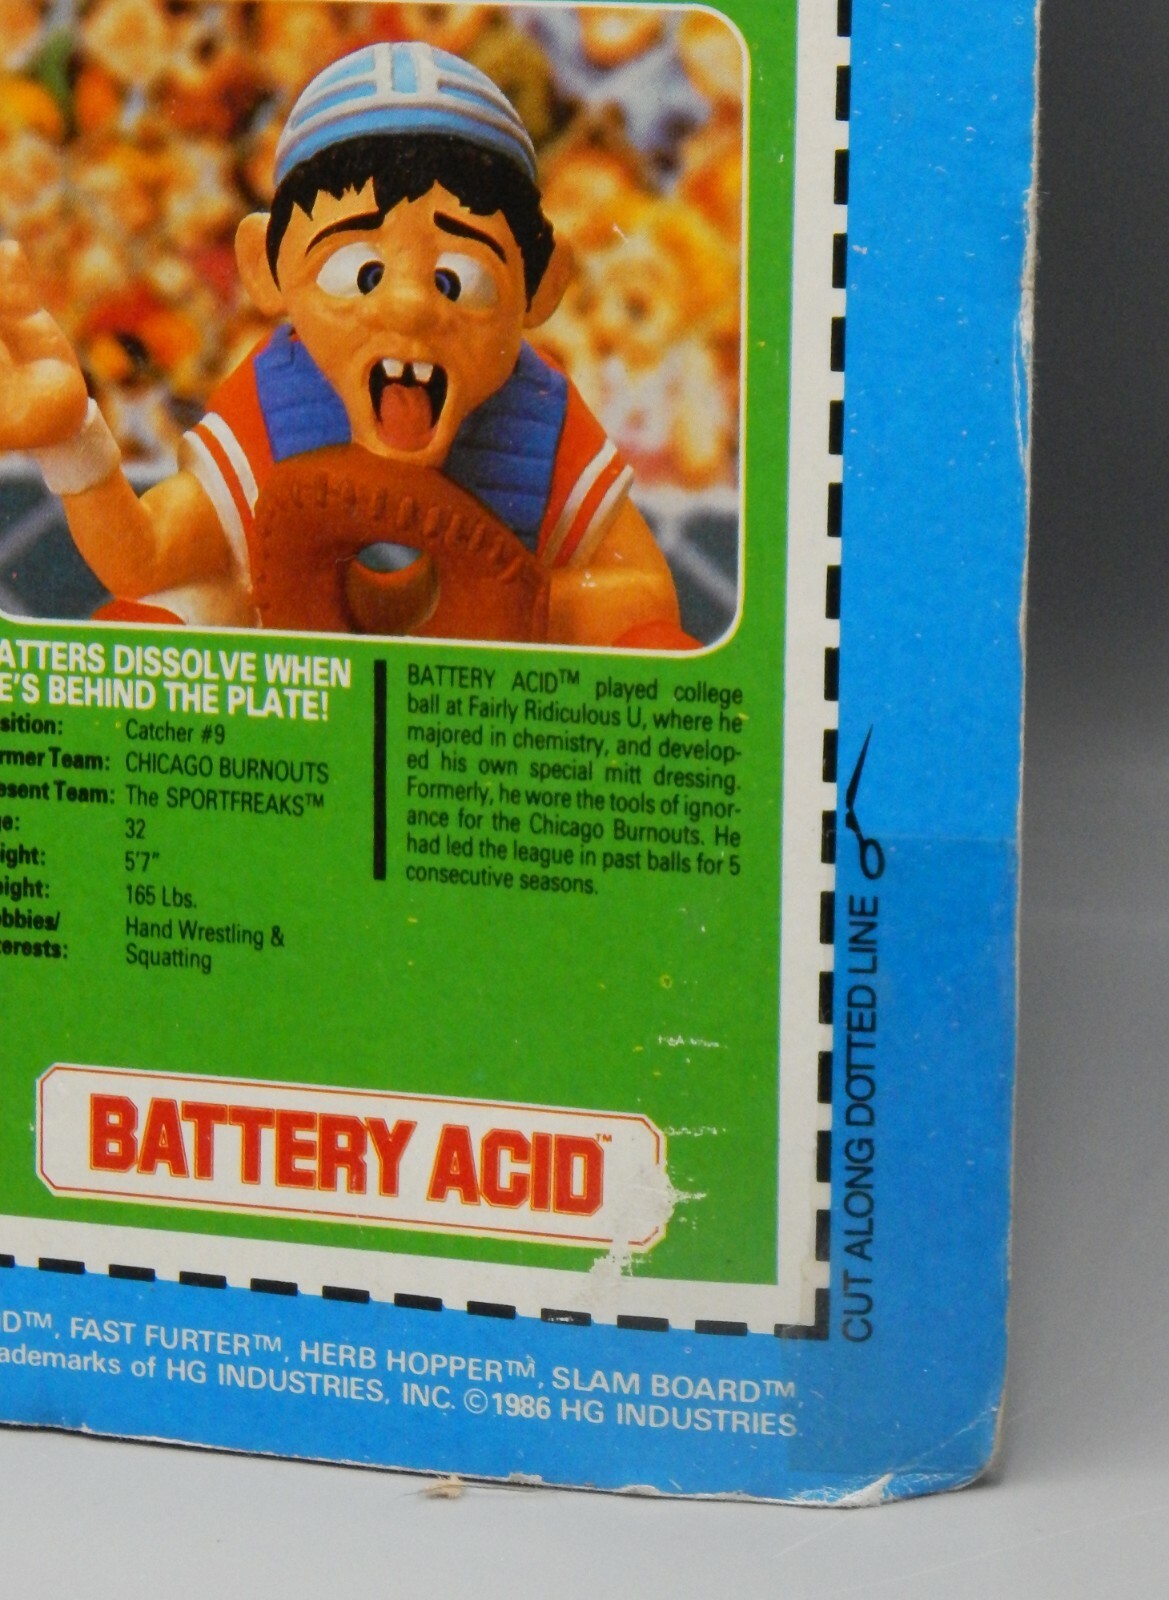 ATTERS DISSOLVE WHEN
E'S BEHIND THE PLATE!
sition: Catcher #9
rmer Team: CHICAGO BURNOUTS
esent Team: The SPORTFREAKS™
e: 32
ight: 5'7"
eight: 165 Lbs.
obbies/ Hand Wrestling &
terests: Squatting
BATTERY ACID™ played college
ball at Fairly Ridiculous U, where he
majored in chemistry, and develop-
ed his own special mitt dressing.
Formerly, he wore the tools of ignor-
ance for the Chicago Burnouts. He
had led the league in past balls for 5
consecutive seasons.
BATTERY ACID™
CUT ALONG DOTTED LINE
D™, FAST FURTER™, HERB HOPPER™, SLAM BOARD™,
ademarks of HG INDUSTRIES, INC. ©1986 HG INDUSTRIES.